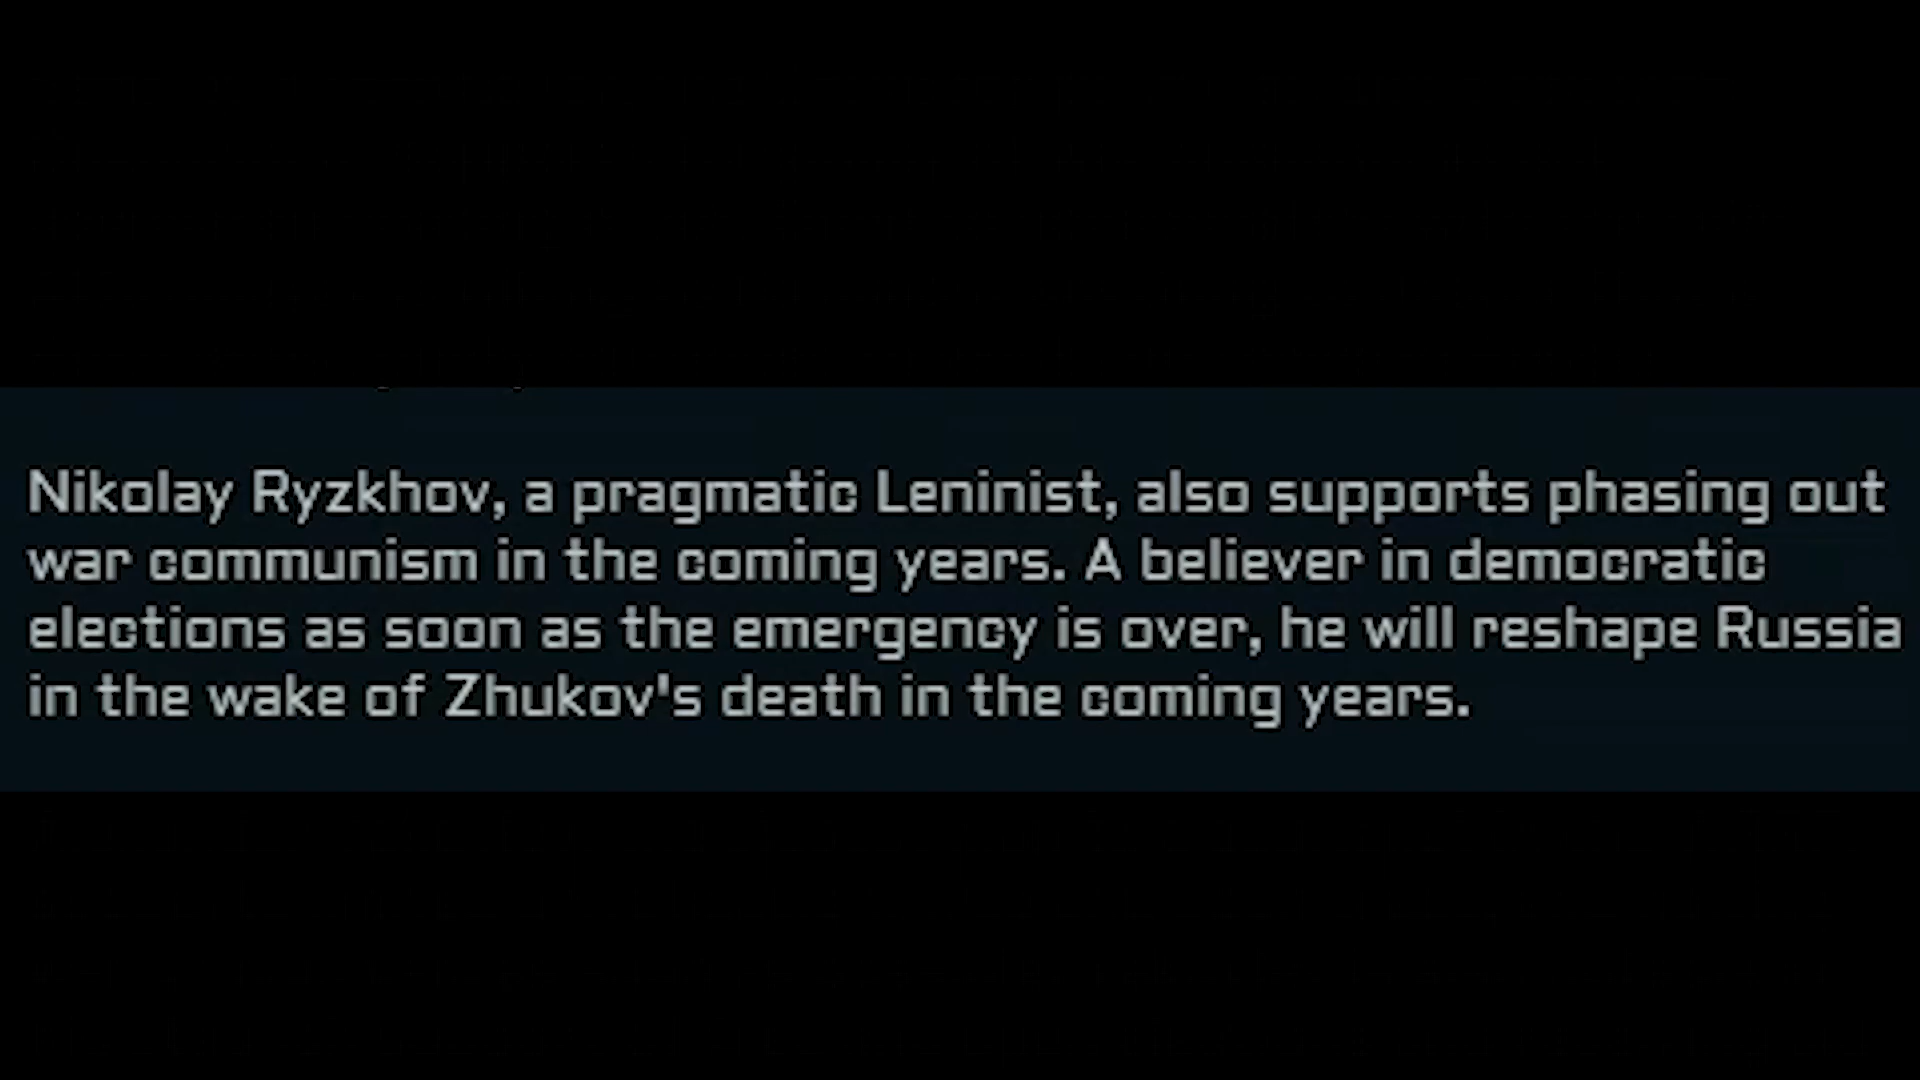 Nikolay Ryzkhov, a pragmatic Leninist, also supports phasing out
war communism in the coming years. A believer in democratic
elections as soon as the emergency is over, he will reshape Russia
in the wake of Zhukov's death in the coming years.